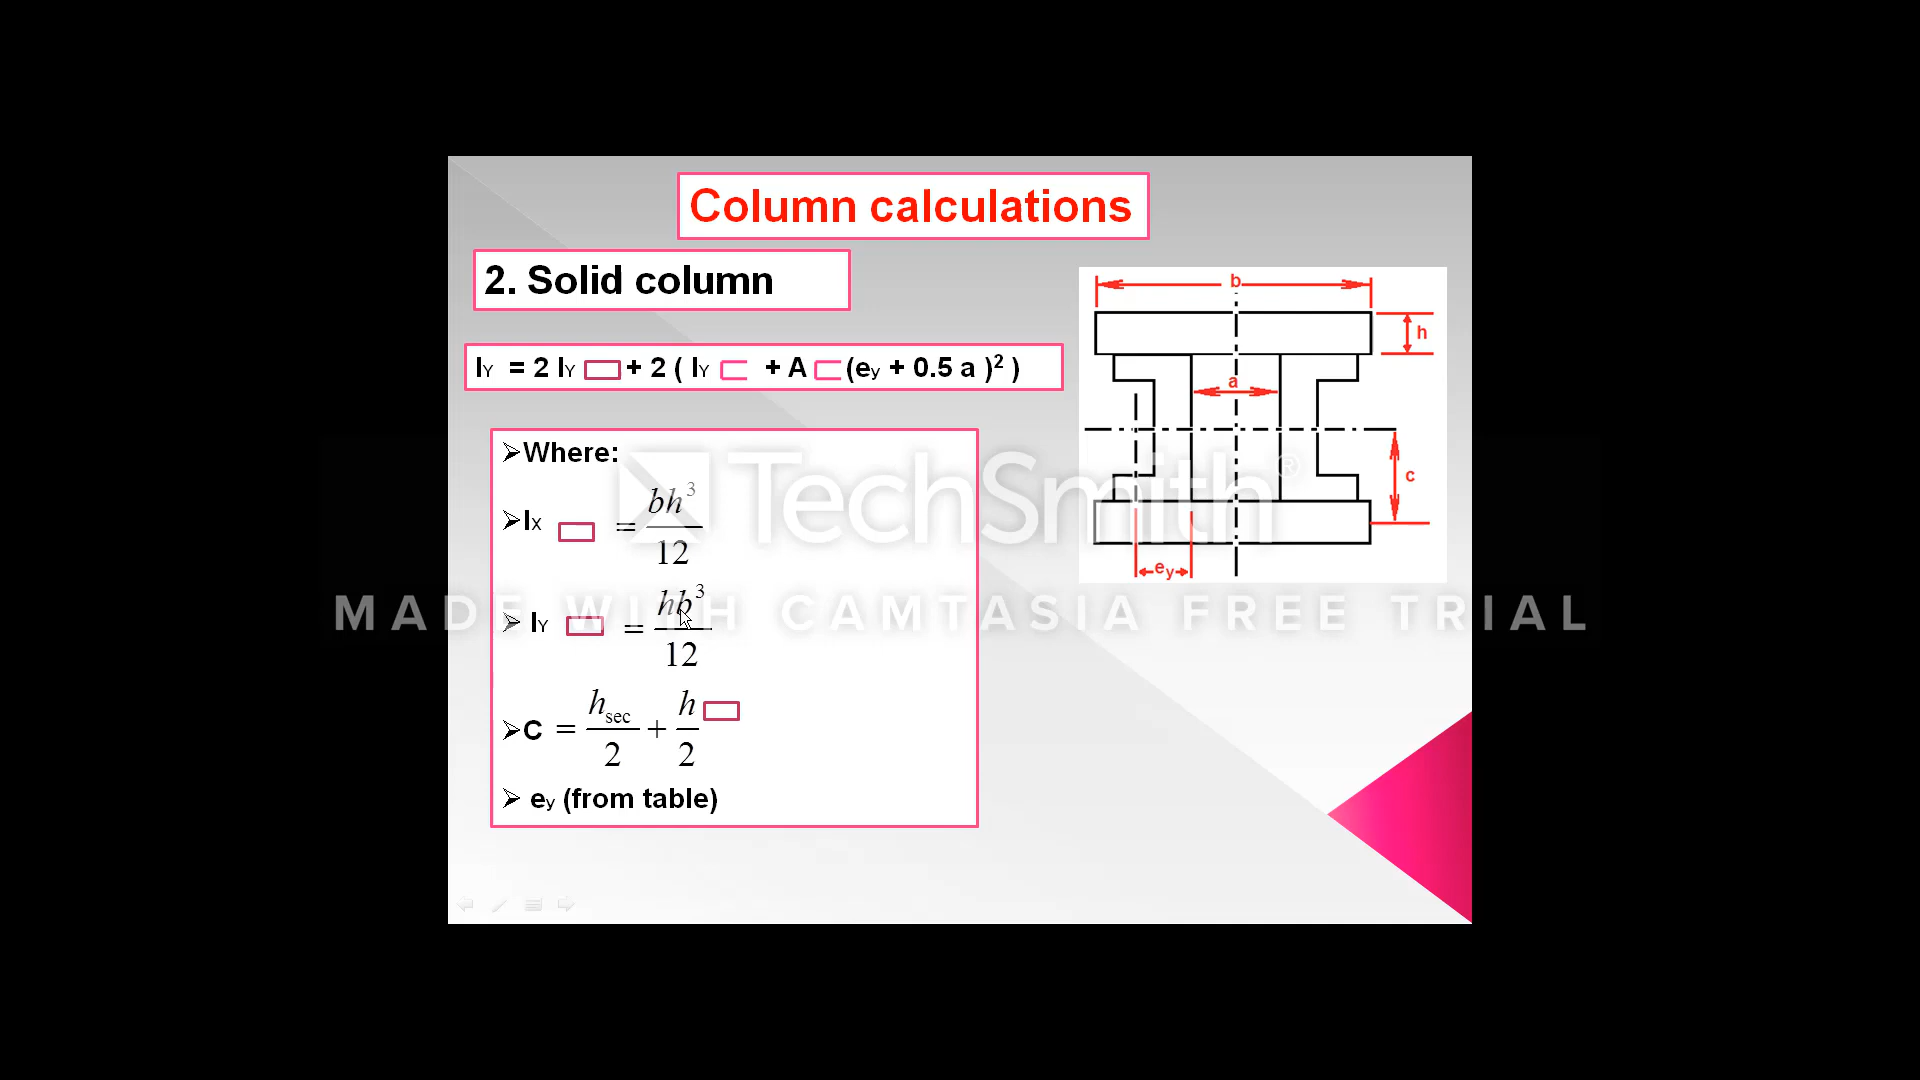 Column calculations
2. Solid column
IY = 2 IY + 2 ( IY + A (ey + 0.5 a )² )
Where:
IX = bh³/12
IY = hb³/12
C = hsec/2 + h/2
ey (from table)
b
h
a
c
ey
TechSmith®
MADE WITH CAMTASIA FREE TRIAL